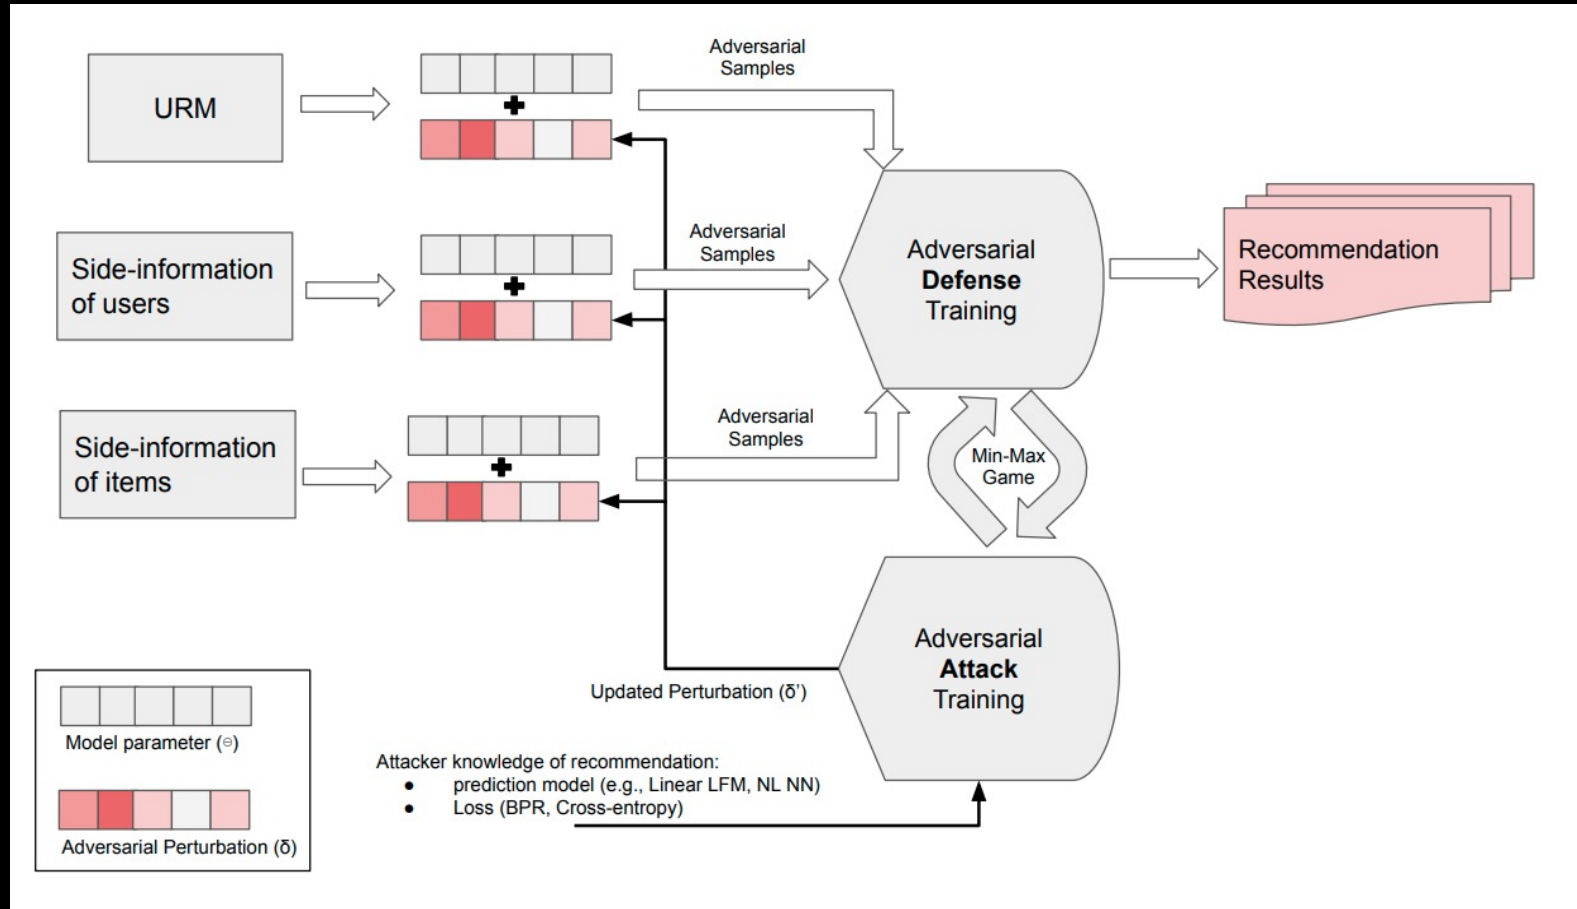 URM
Adversarial
Samples
Side-information
of users
Adversarial
Samples
Adversarial
Defense
Training
Recommendation
Results
Side-information
of items
Adversarial
Samples
Min-Max
Game
Adversarial
Attack
Training
Updated Perturbation (δ')
Model parameter (⊖)
Adversarial Perturbation (δ)
Attacker knowledge of recommendation:
● prediction model (e.g., Linear LFM, NL NN)
● Loss (BPR, Cross-entropy)